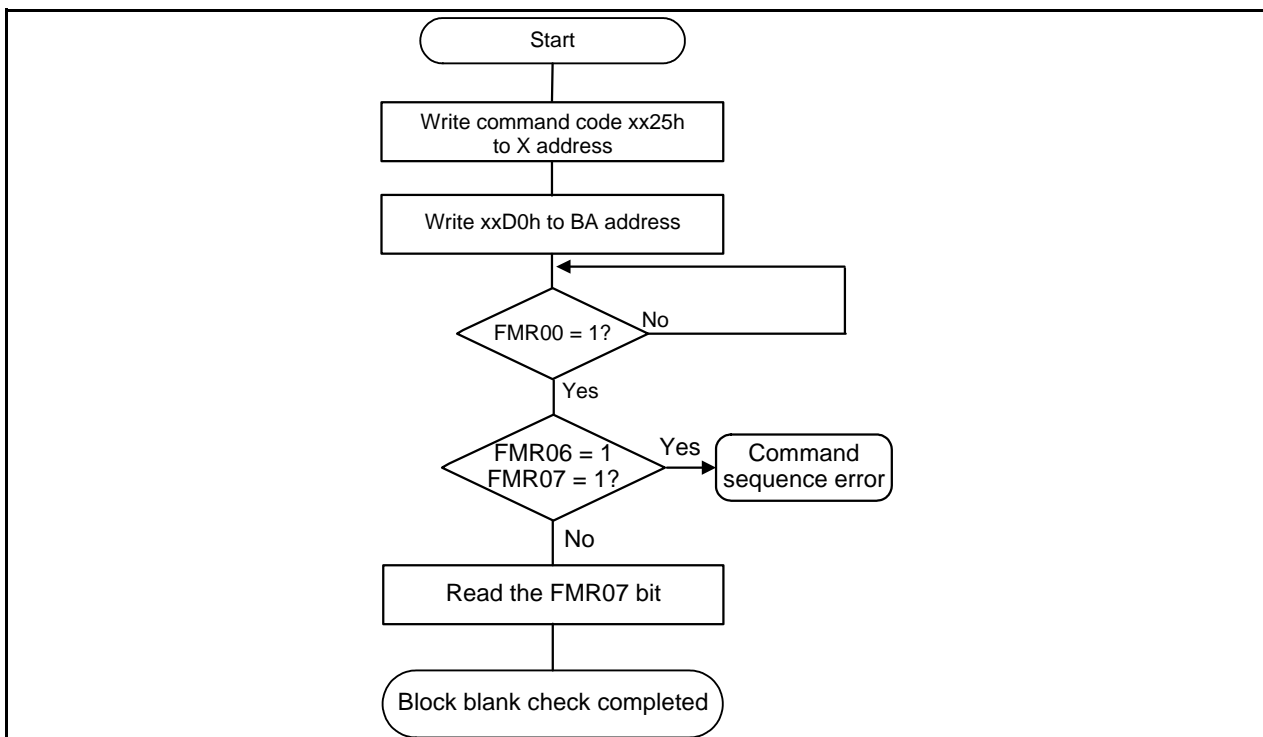 Start
Write command code xx25h
to X address
Write xxD0h to BA address
FMR00 = 1?
No
Yes
FMR06 = 1
FMR07 = 1?
Yes
Command
sequence error
No
Read the FMR07 bit
Block blank check completed